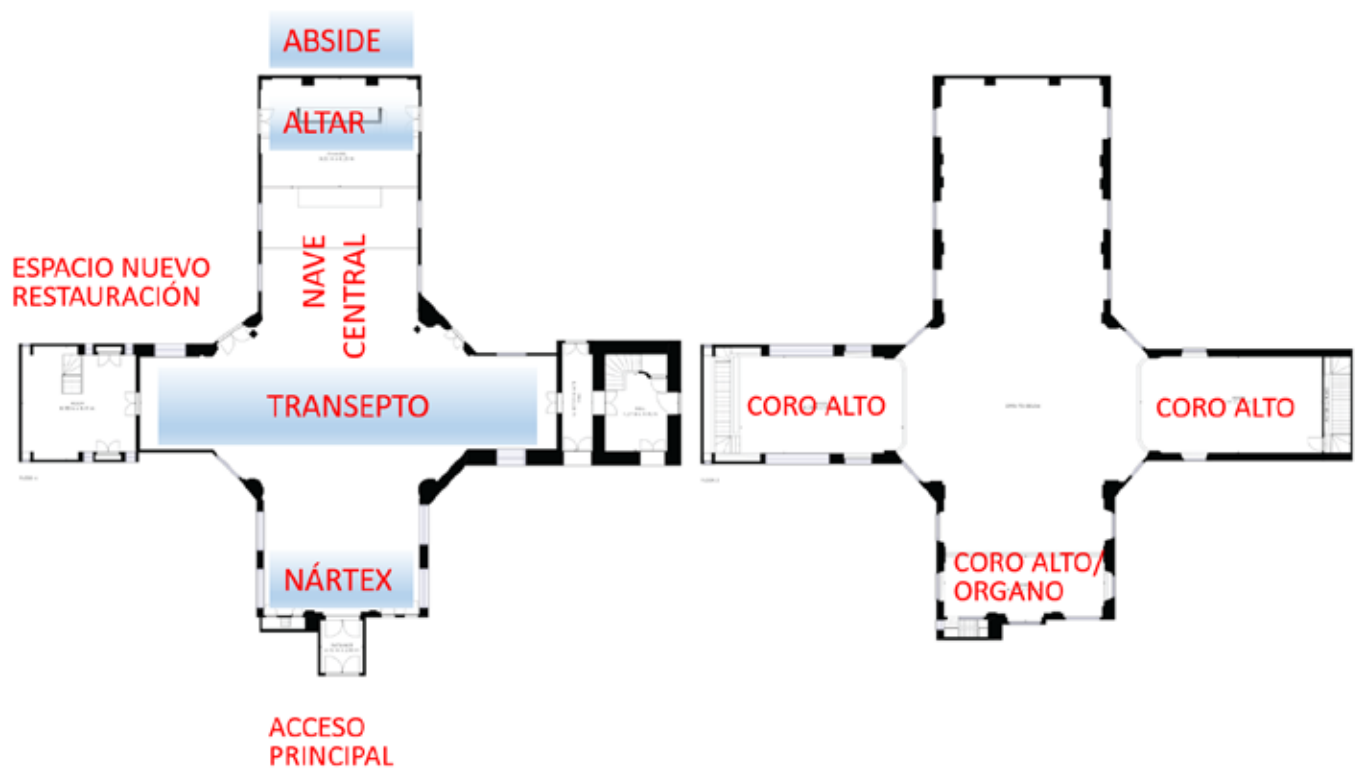 ABSIDE
ALTAR
NAVE
CENTRAL
ESPACIO NUEVO
RESTAURACIÓN
TRANSEPTO
NÁRTEX
ACCESO
PRINCIPAL
CORO ALTO
CORO ALTO
CORO ALTO/
ORGANO